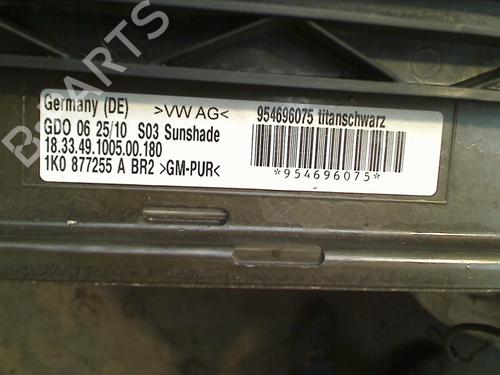 B-PARTS
Germany (DE) >VW AG< 954696075 titanschwarz
GDO 06 25/10 S03 Sunshade
18.33.49.1005.00.180
1K0 877255 A BR2 >GM-PUR< *954696075*